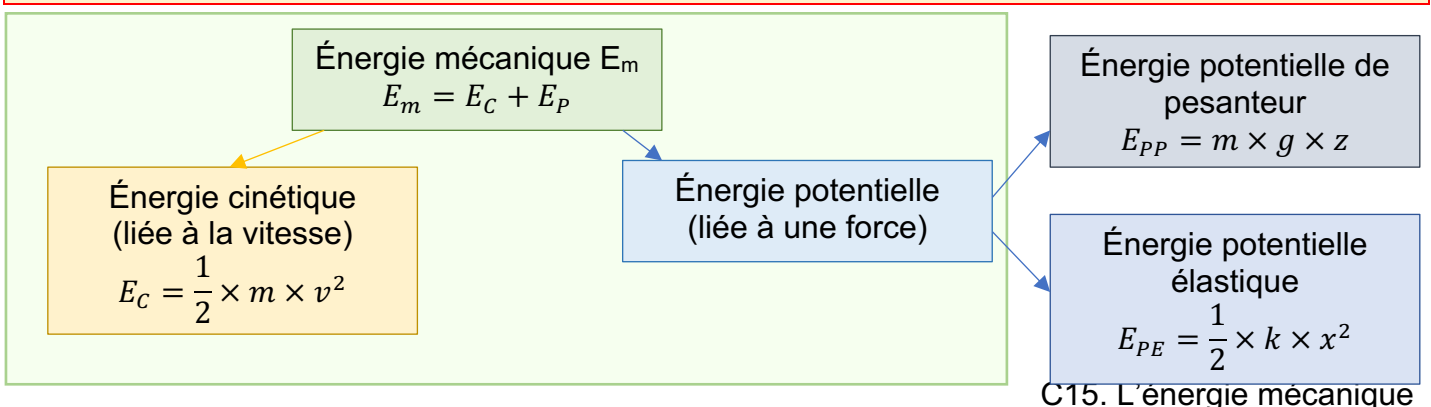 Énergie mécanique Em
E_m = E_C + E_P
Énergie cinétique
(liée à la vitesse)
E_C = 1/2 × m × v²
Énergie potentielle
(liée à une force)
Énergie potentielle de
pesanteur
E_PP = m × g × z
Énergie potentielle
élastique
E_PE = 1/2 × k × x²
C15. L'énergie mécanique